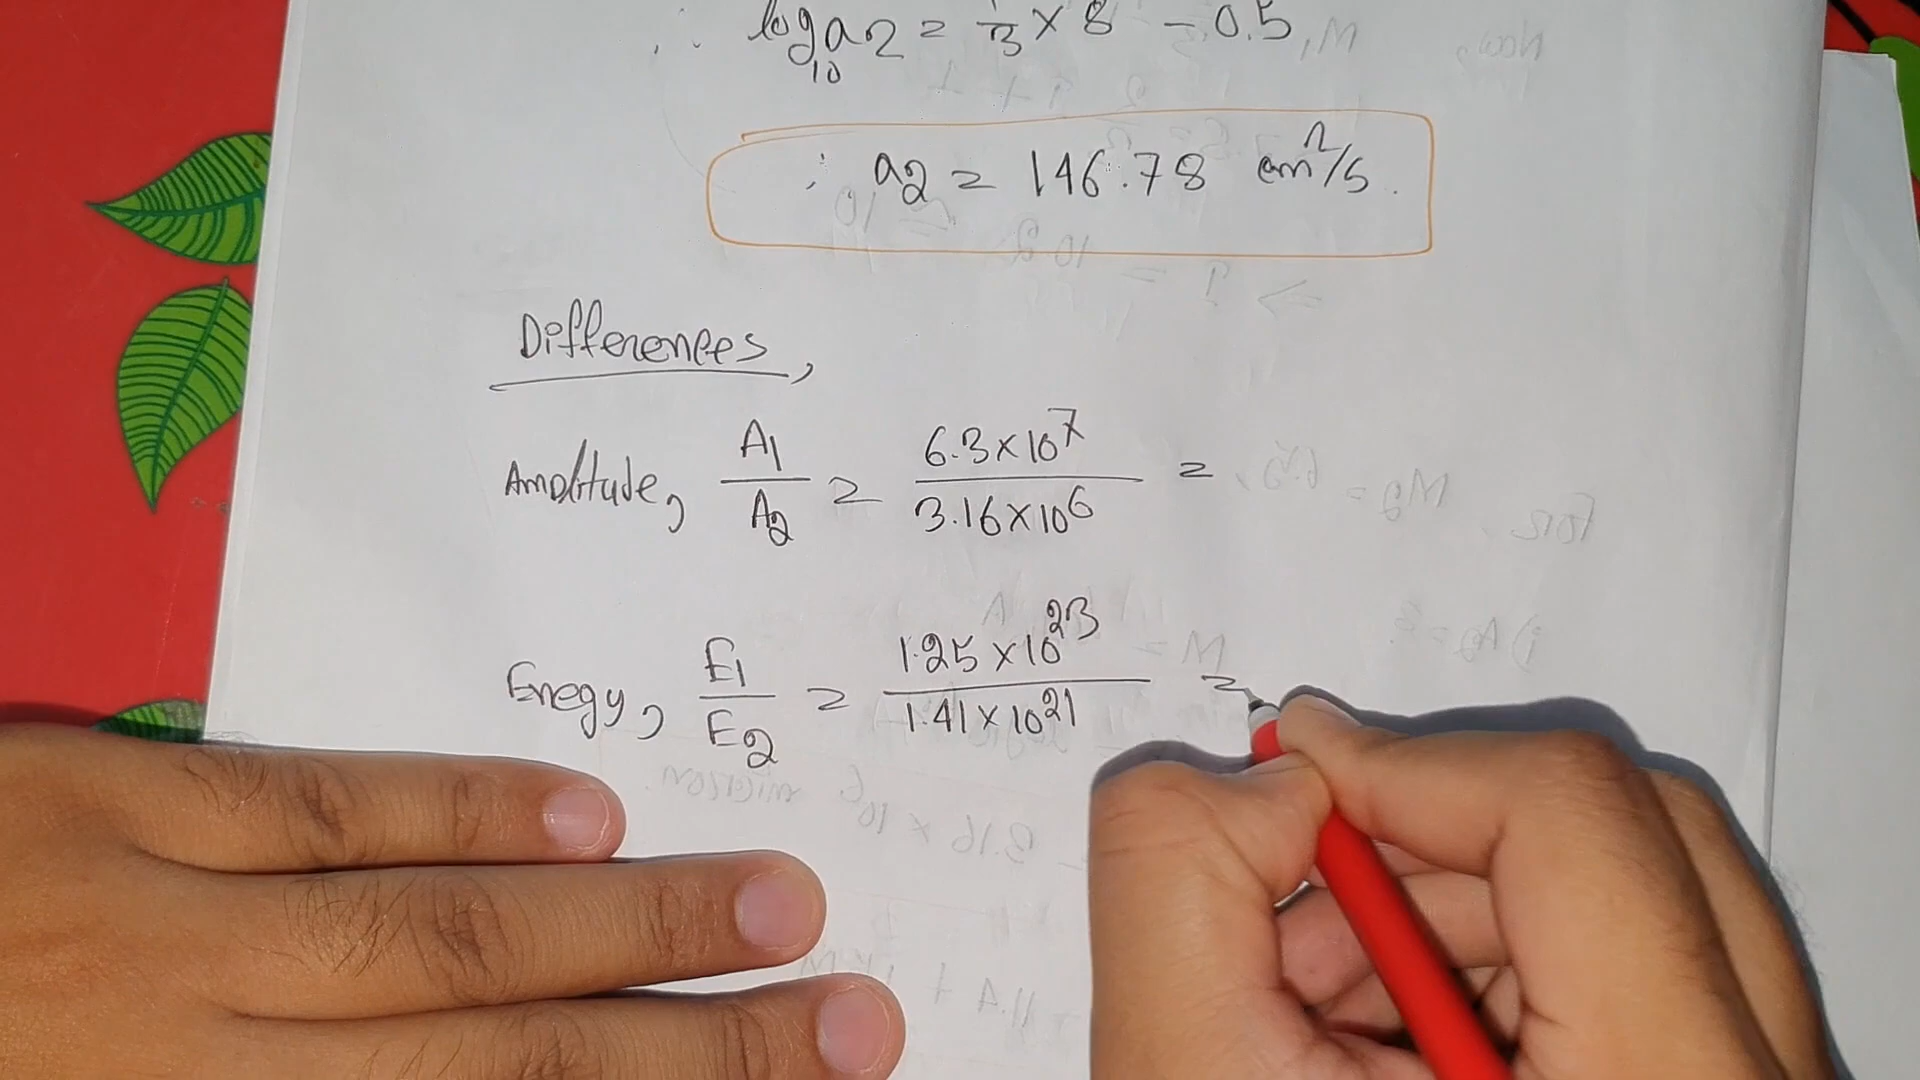 ∴ log₁₀ a₂ = 1/3 × 8 - 0.5
∴ a₂ = 146.78 cm²/s.
Differences,
Amplitude, A₁/A₂ = 6.3×10⁷/3.16×10⁶ =
Enegy, E₁/E₂ = 1.25×10²³/1.41×10²¹ =